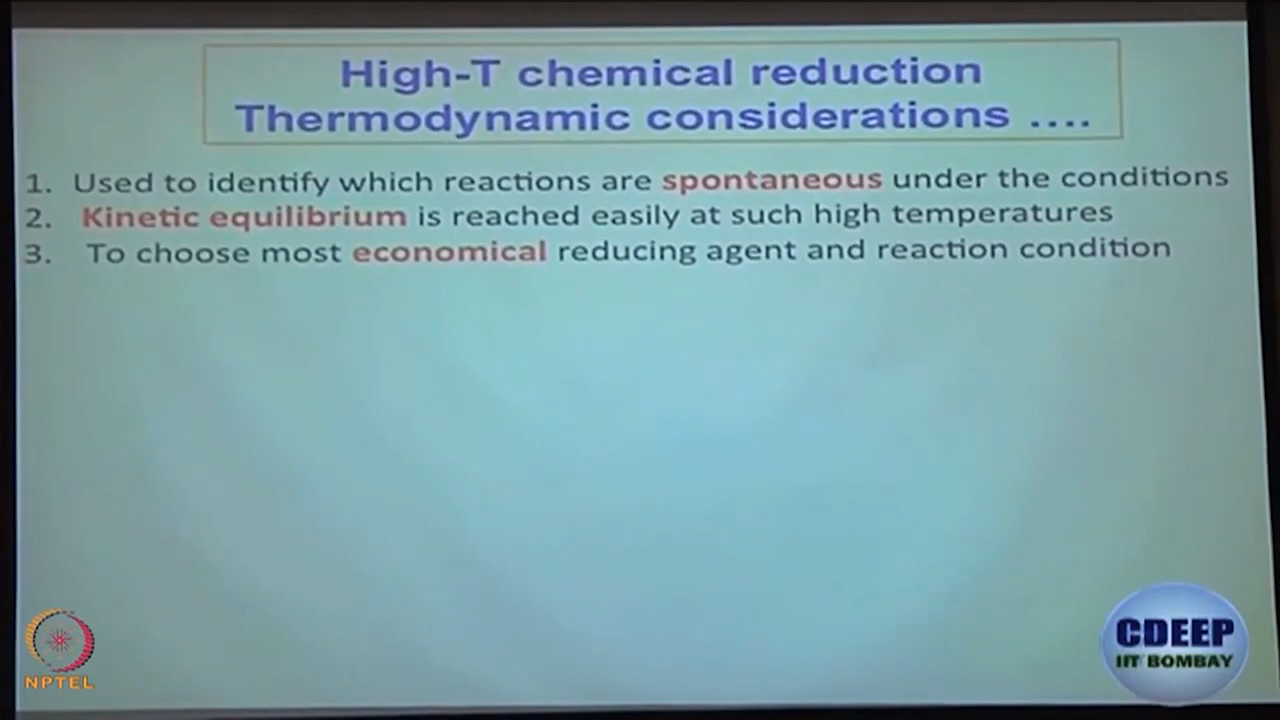 High-T chemical reduction
Thermodynamic considerations ....
1. Used to identify which reactions are spontaneous under the conditions
2. Kinetic equilibrium is reached easily at such high temperatures
3. To choose most economical reducing agent and reaction condition
NPTEL
CDEEP
IIT BOMBAY